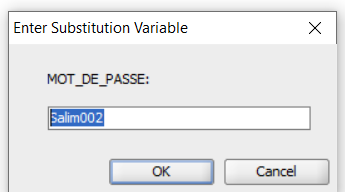 Enter Substitution Variable
MOT_DE_PASSE:
Salim002
OK Cancel